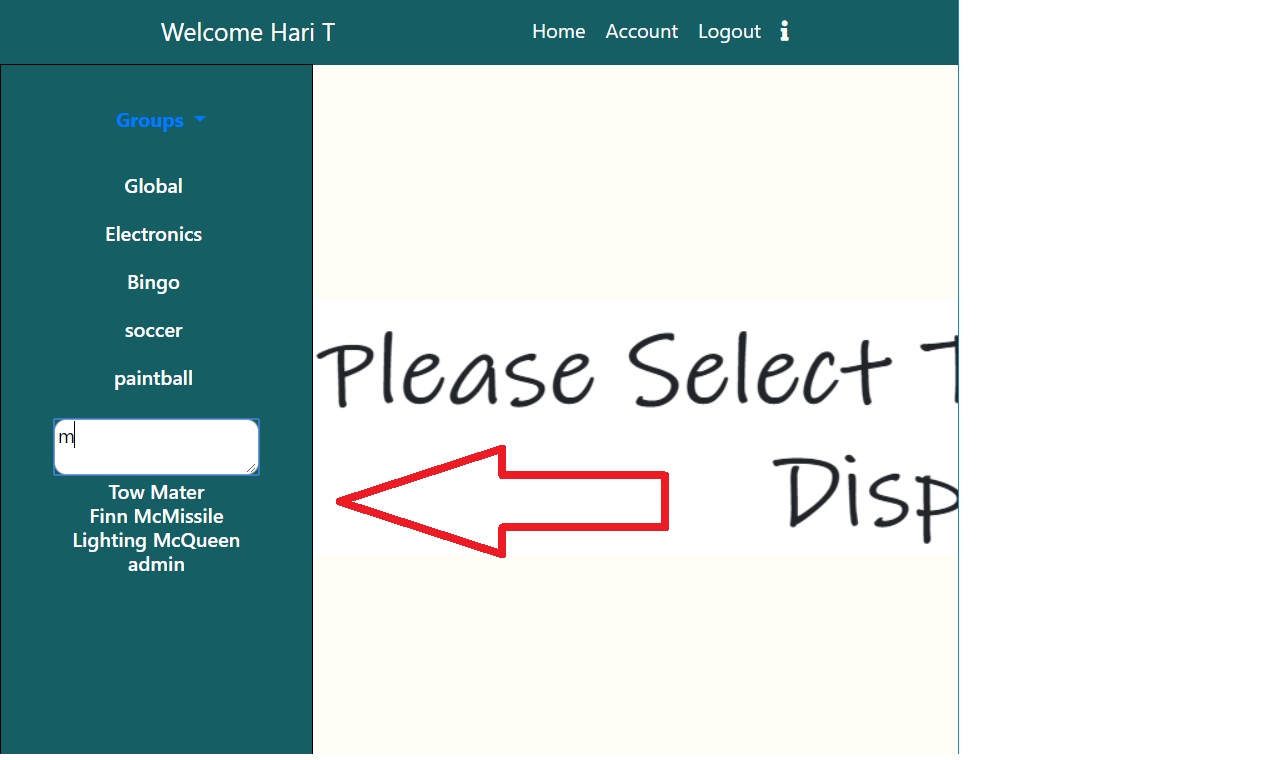 Welcome Hari T Home Account Logout
Groups
Global
Electronics
Bingo
soccer
paintball
Please Select
m
Tow Mater
Finn McMissile
Lighting McQueen
admin
Disp